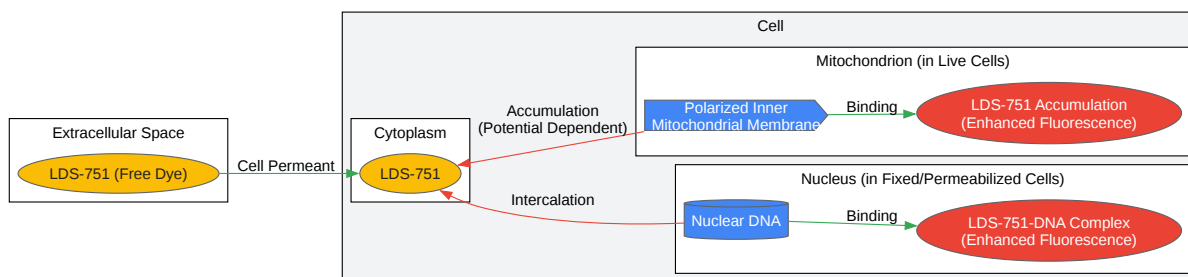 Cell
Mitochondrion (in Live Cells)
Polarized Inner
Mitochondrial Membrane
Binding
LDS-751 Accumulation
(Enhanced Fluorescence)
Accumulation
(Potential Dependent)
Extracellular Space
LDS-751 (Free Dye)
Cell Permeant
Cytoplasm
LDS-751
Intercalation
Nucleus (in Fixed/Permeabilized Cells)
Nuclear DNA
Binding
LDS-751-DNA Complex
(Enhanced Fluorescence)